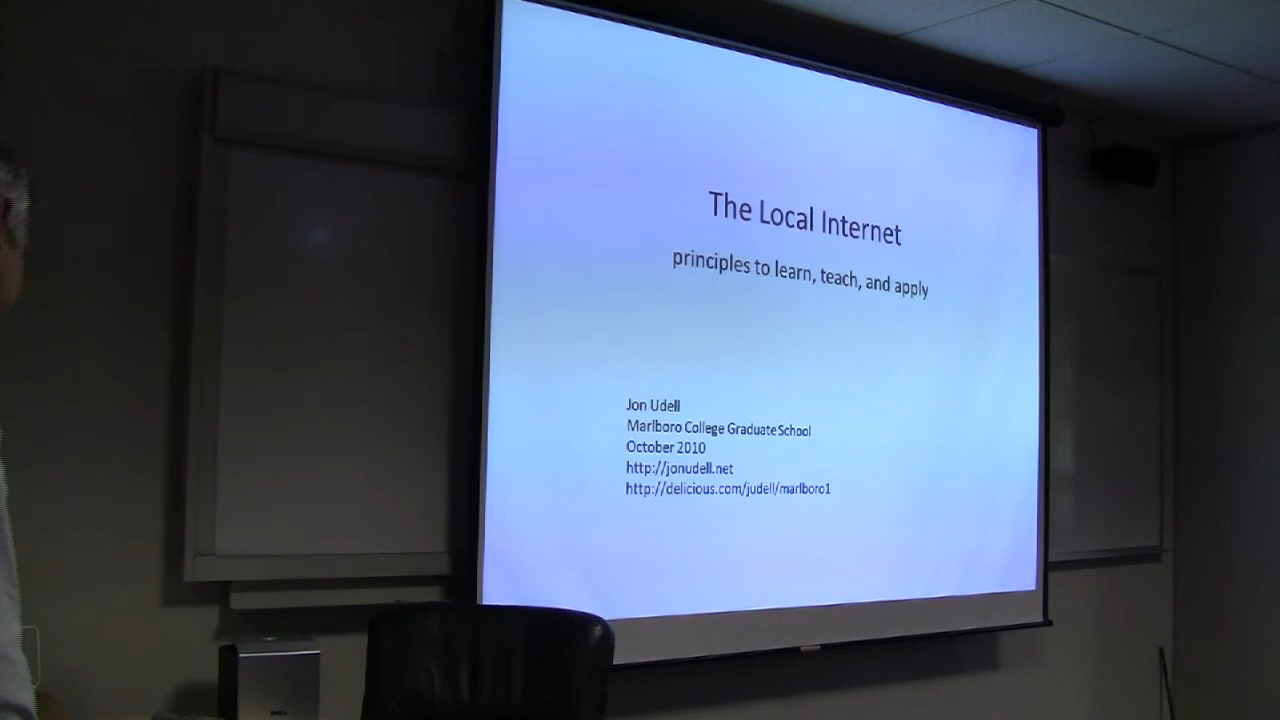 The Local Internet
principles to learn, teach, and apply
Jon Udell
Marlboro College Graduate School
October 2010
http://jonudell.net
http://delicious.com/judell/marlboro1
DELL